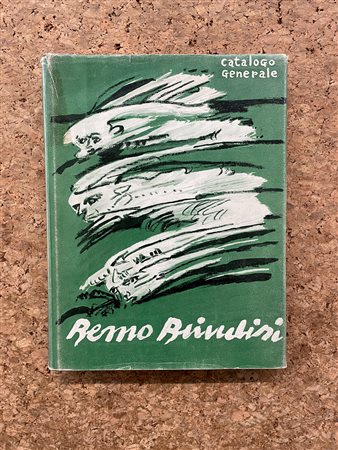 Catalogo
Generale
Remo Brindisi